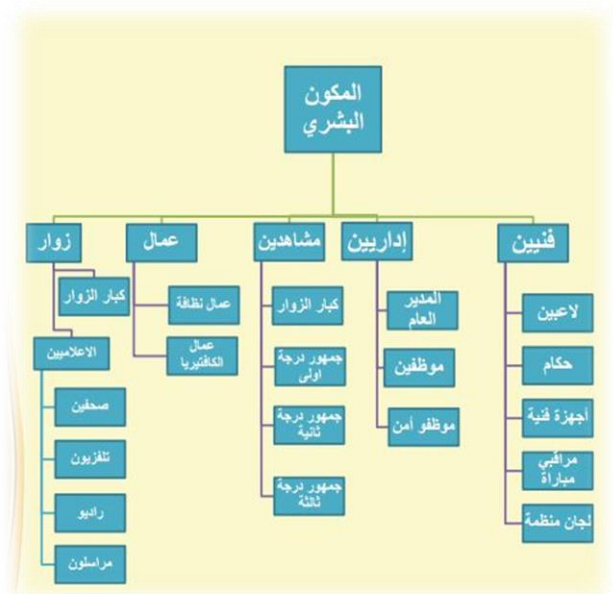 المكون
البشري
فنيين
إداريين
مشاهدين
عمال
زوار
لاعبين
حكام
أجهزة فنية
مراقبي
مباراة
لجان منظمة
المدير
العام
موظفين
موظفو أمن
كبار الزوار
جمهور درجة
اولى
جمهور درجة
ثانية
جمهور درجة
ثالثة
عمال نظافة
عمال
الكافتيريا
كبار الزوار
الاعلاميين
صحفين
تلفزيون
راديو
مراسلون